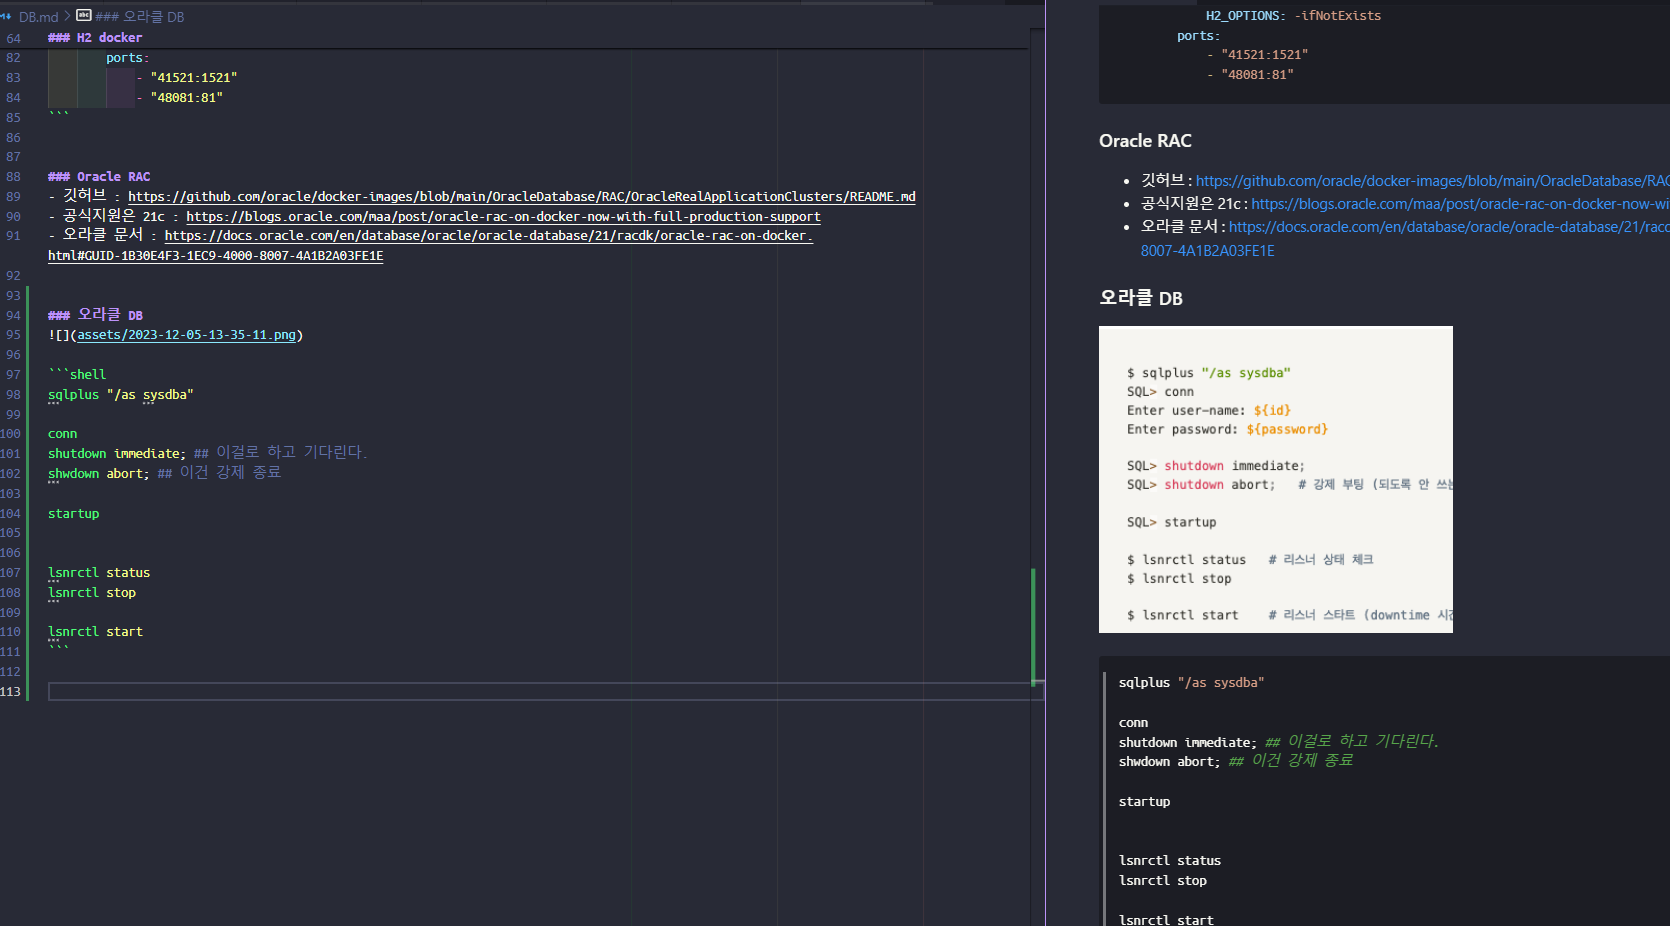 DB.md > ### 오라클 DB
64 ### H2 docker
82 ports:
83 - "41521:1521"
84 - "48081:81"
85 ```
86
87
88 ### Oracle RAC
89 - 깃허브 : https://github.com/oracle/docker-images/blob/main/OracleDatabase/RAC/OracleRealApplicationClusters/README.md
90 - 공식지원은 21c : https://blogs.oracle.com/maa/post/oracle-rac-on-docker-now-with-full-production-support
91 - 오라클 문서 : https://docs.oracle.com/en/database/oracle/oracle-database/21/racdk/oracle-rac-on-docker.
html#GUID-1B30E4F3-1EC9-4000-8007-4A1B2A03FE1E
92
93
94 ### 오라클 DB
95 ![](assets/2023-12-05-13-35-11.png)
96
97 ```shell
98 sqlplus "/as sysdba"
99
100 conn
101 shutdown immediate; ## 이걸로 하고 기다린다.
102 shwdown abort; ## 이건 강제 종료
103
104 startup
105
106
107 lsnrctl status
108 lsnrctl stop
109
110 lsnrctl start
111 ```
112
113
H2_OPTIONS: -ifNotExists
ports:
- "41521:1521"
- "48081:81"
Oracle RAC
• 깃허브 : https://github.com/oracle/docker-images/blob/main/OracleDatabase/RAC
• 공식지원은 21c : https://blogs.oracle.com/maa/post/oracle-rac-on-docker-now-wi
• 오라클 문서 : https://docs.oracle.com/en/database/oracle/oracle-database/21/racd
8007-4A1B2A03FE1E
오라클 DB
$ sqlplus "/as sysdba"
SQL> conn
Enter user-name: ${id}
Enter password: ${password}
SQL> shutdown immediate;
SQL> shutdown abort; # 강제 부팅 (되도록 안 쓰는
SQL> startup
$ lsnrctl status # 리스너 상태 체크
$ lsnrctl stop
$ lsnrctl start # 리스너 스타트 (downtime 시간
sqlplus "/as sysdba"
conn
shutdown immediate; ## 이걸로 하고 기다린다.
shwdown abort; ## 이건 강제 종료
startup
lsnrctl status
lsnrctl stop
lsnrctl start